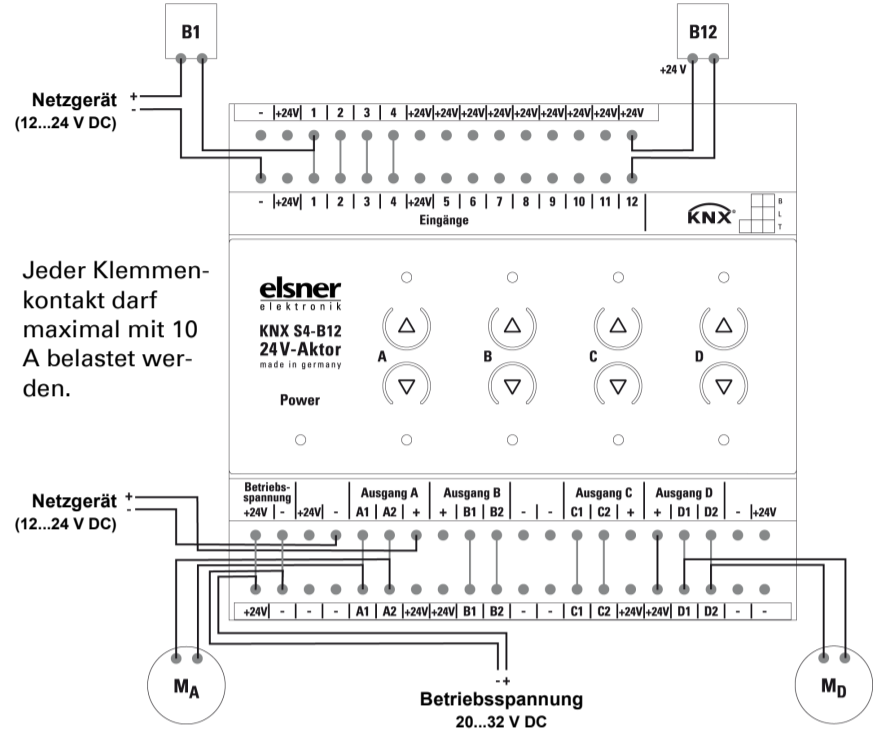 B1
B12
+24 V
Netzgerät + -
(12...24 V DC)
- |+24V| 1 | 2 | 3 | 4 |+24V|+24V|+24V|+24V|+24V|+24V|+24V|+24V|+24V
- |+24V| 1 | 2 | 3 | 4 |+24V| 5 | 6 | 7 | 8 | 9 | 10 | 11 | 12
Eingänge
KNX®
B
L
T
Jeder Klemmen-
kontakt darf
maximal mit 10
A belastet wer-
den.
elsner
elektronik
KNX S4-B12
24 V-Aktor
made in germany
Power
A
B
C
D
Netzgerät + -
(12...24 V DC)
Betriebs-
spannung
Ausgang A
Ausgang B
Ausgang C
Ausgang D
+24V| - |+24V| - | A1 | A2 | + | + | B1 | B2 | - | - | C1 | C2 | + | + | D1 | D2 | - |+24V
+24V| - | - | - | A1 | A2 |+24V|+24V| B1 | B2 | - | - | C1 | C2 |+24V|+24V| D1 | D2 | - | -
MA
- +
Betriebsspannung
20...32 V DC
MD